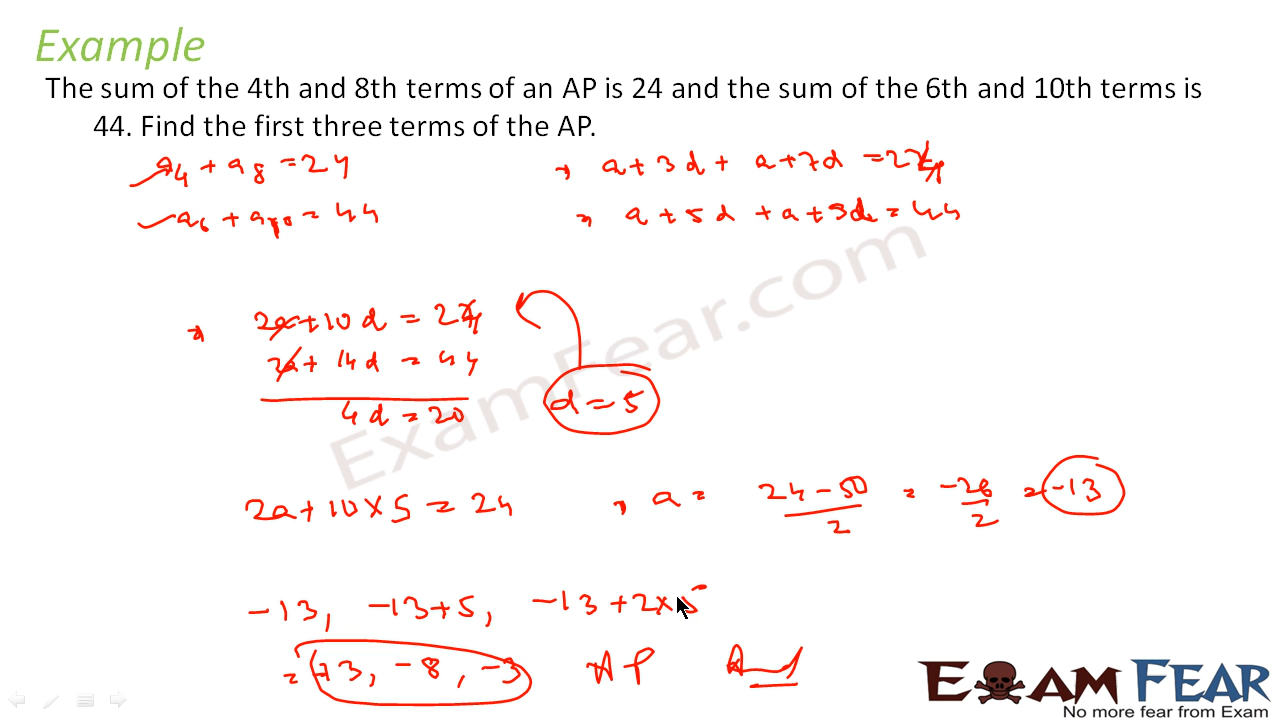 Example
The sum of the 4th and 8th terms of an AP is 24 and the sum of the 6th and 10th terms is
44. Find the first three terms of the AP.
a4 + a8 = 24 → a + 3d + a + 7d = 24
a6 + a10 = 44 → a + 5d + a + 9d = 44
→ 2a + 10d = 24
2a + 14d = 44
4d = 20 d = 5
2a + 10 × 5 = 24 , a = 24 - 50 / 2 = -26 / 2 = -13
-13, -13 + 5, -13 + 2 × 5
= -13, -8, -3 AP
ExamFear.com
EXAM FEAR
No more fear from Exam